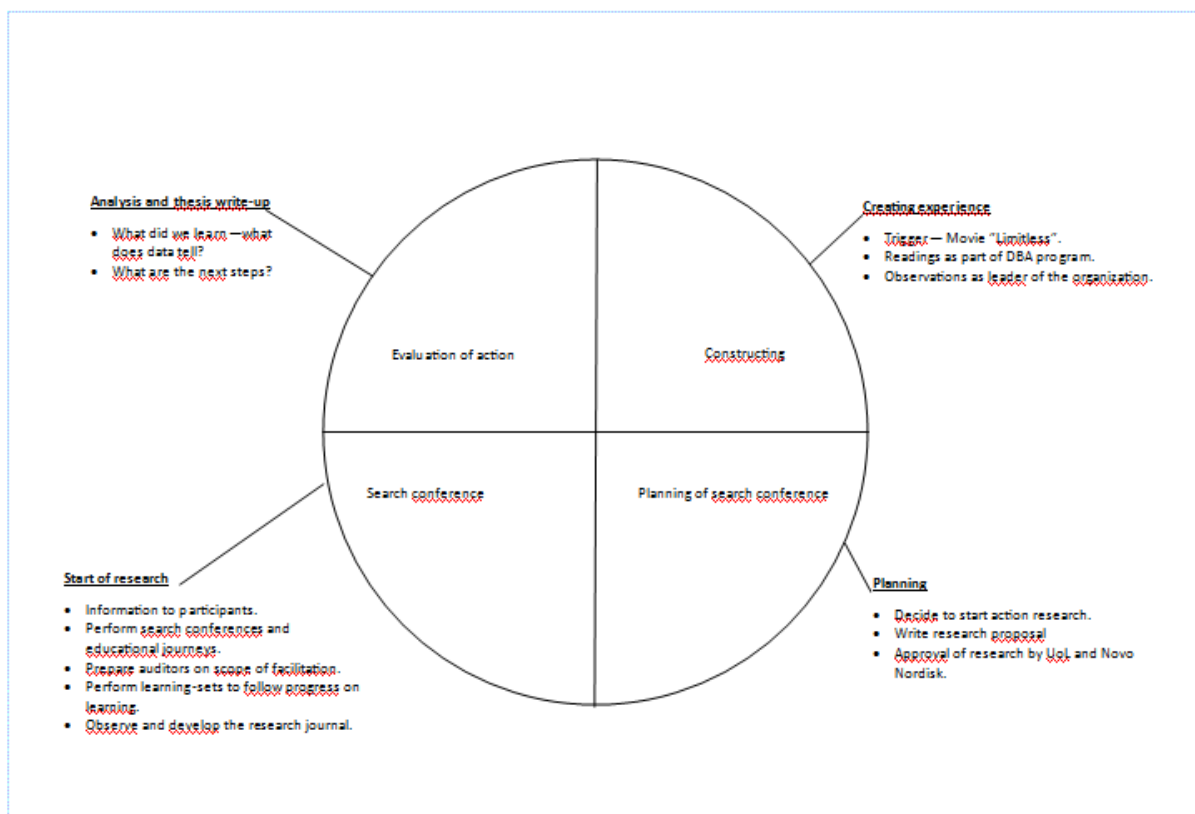 Analysis and thesis write-up
• What did we learn —what
does data tell?
• What are the next steps?
Creating experience
• Trigger — Movie "Limitless".
• Readings as part of DBA program.
• Observations as leader of the organization.
Evaluation of action
Constructing
Search conference
Planning of search conference
Start of research
• Information to participants.
• Perform search conferences and
educational journeys.
• Prepare auditors on scope of facilitation.
• Perform learning-sets to follow progress on
learning.
• Observe and develop the research journal.
Planning
• Decide to start action research.
• Write research proposal
• Approval of research by UoL and Novo
Nordisk.